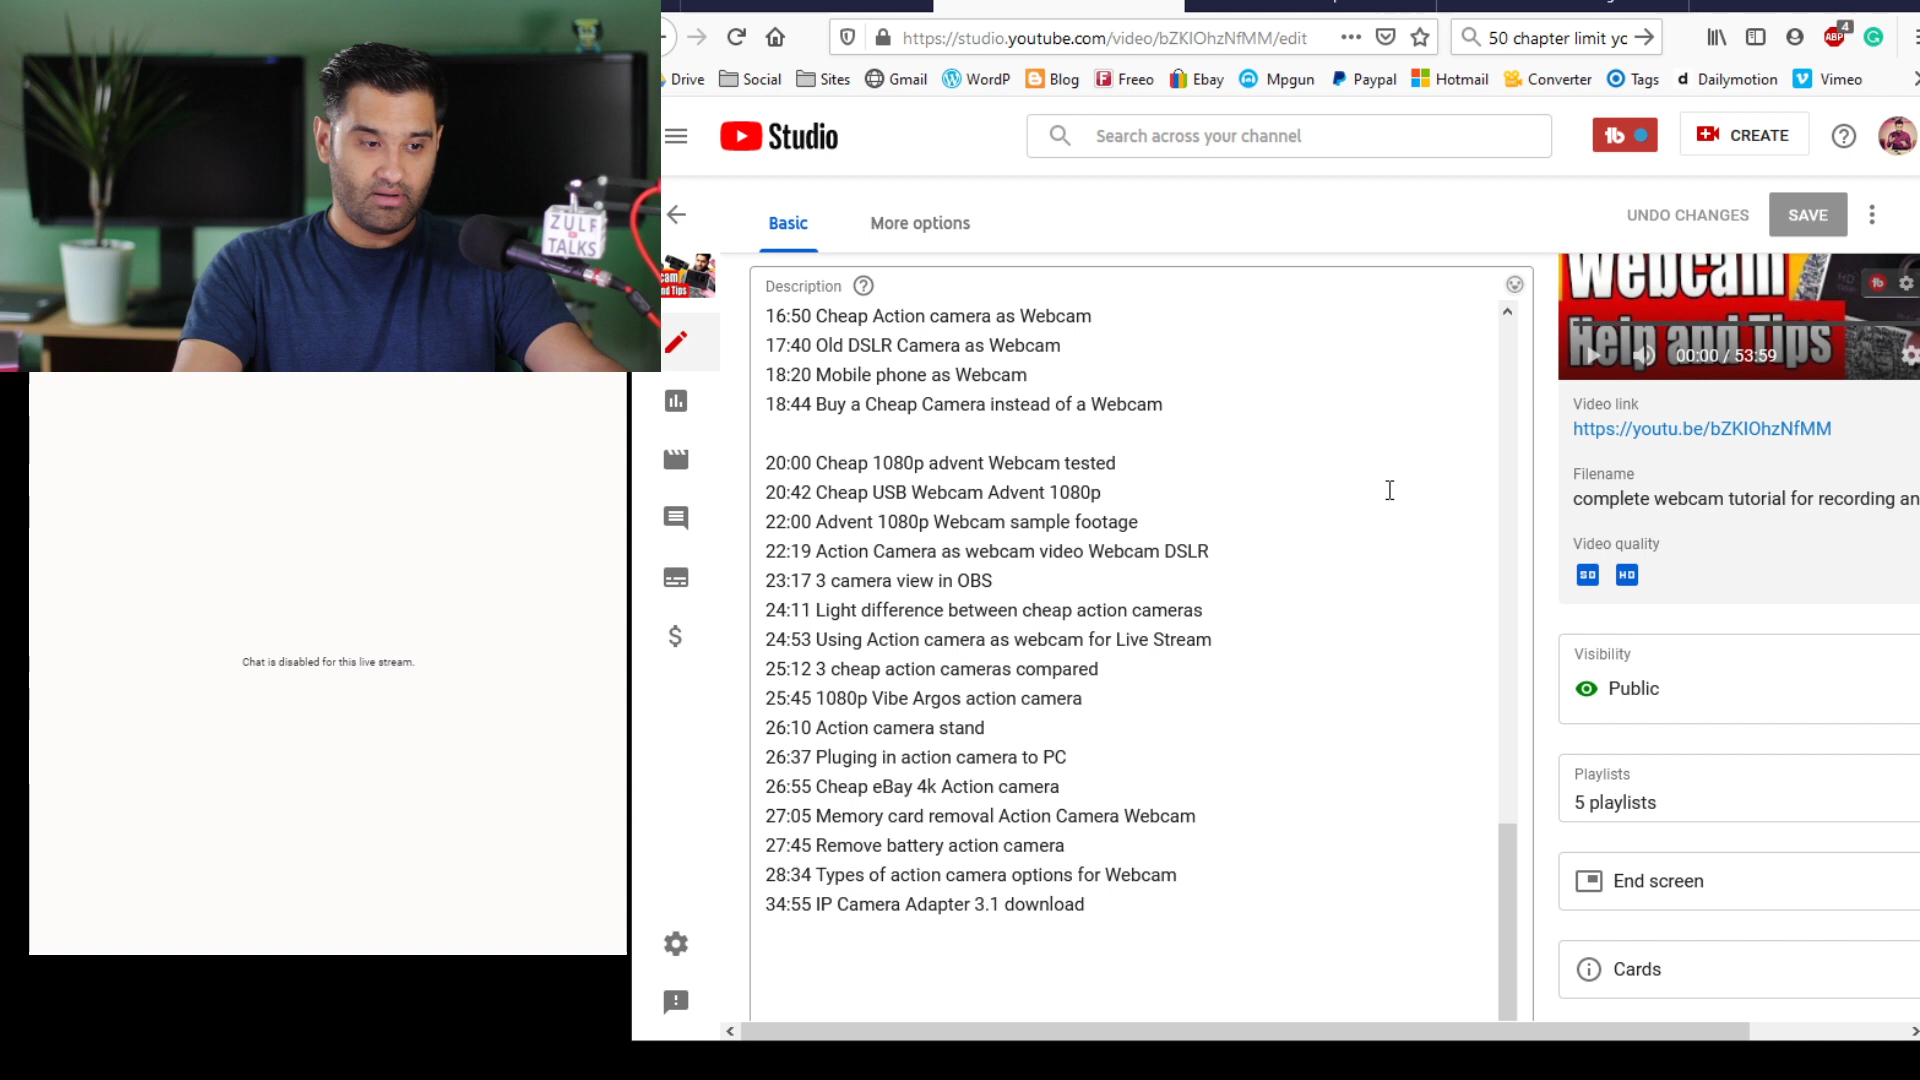 ZULF
TALKS
Chat is disabled for this live stream.
https://studio.youtube.com/video/bZKIOhzNfMM/edit
50 chapter limit yc
4
ABP
Drive
Social
Sites
Gmail
WordP
Blog
Freeo
Ebay
Mpgun
Paypal
Hotmail
Converter
Tags
Dailymotion
Vimeo
Studio
Search across your channel
CREATE
Basic
More options
UNDO CHANGES
SAVE
Description
16:50 Cheap Action camera as Webcam
17:40 Old DSLR Camera as Webcam
18:20 Mobile phone as Webcam
18:44 Buy a Cheap Camera instead of a Webcam
20:00 Cheap 1080p advent Webcam tested
20:42 Cheap USB Webcam Advent 1080p
22:00 Advent 1080p Webcam sample footage
22:19 Action Camera as webcam video Webcam DSLR
23:17 3 camera view in OBS
24:11 Light difference between cheap action cameras
24:53 Using Action camera as webcam for Live Stream
25:12 3 cheap action cameras compared
25:45 1080p Vibe Argos action camera
26:10 Action camera stand
26:37 Pluging in action camera to PC
26:55 Cheap eBay 4k Action camera
27:05 Memory card removal Action Camera Webcam
27:45 Remove battery action camera
28:34 Types of action camera options for Webcam
34:55 IP Camera Adapter 3.1 download
Webcam
Help and Tips
00:00 / 53:59
Video link
https://youtu.be/bZKIOhzNfMM
Filename
complete webcam tutorial for recording an
Video quality
SD
HD
Visibility
Public
Playlists
5 playlists
End screen
Cards